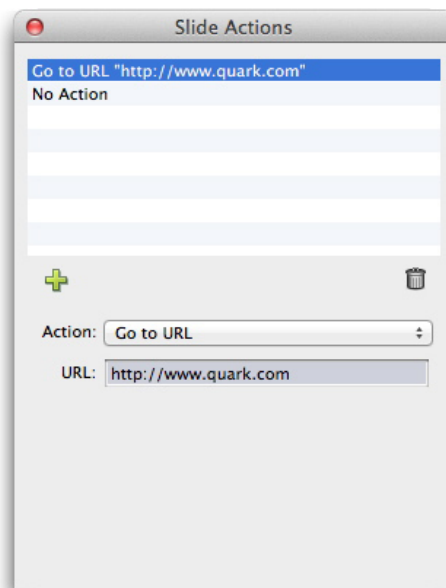 Slide Actions
Go to URL "http://www.quark.com"
No Action
Action: Go to URL
URL: http://www.quark.com